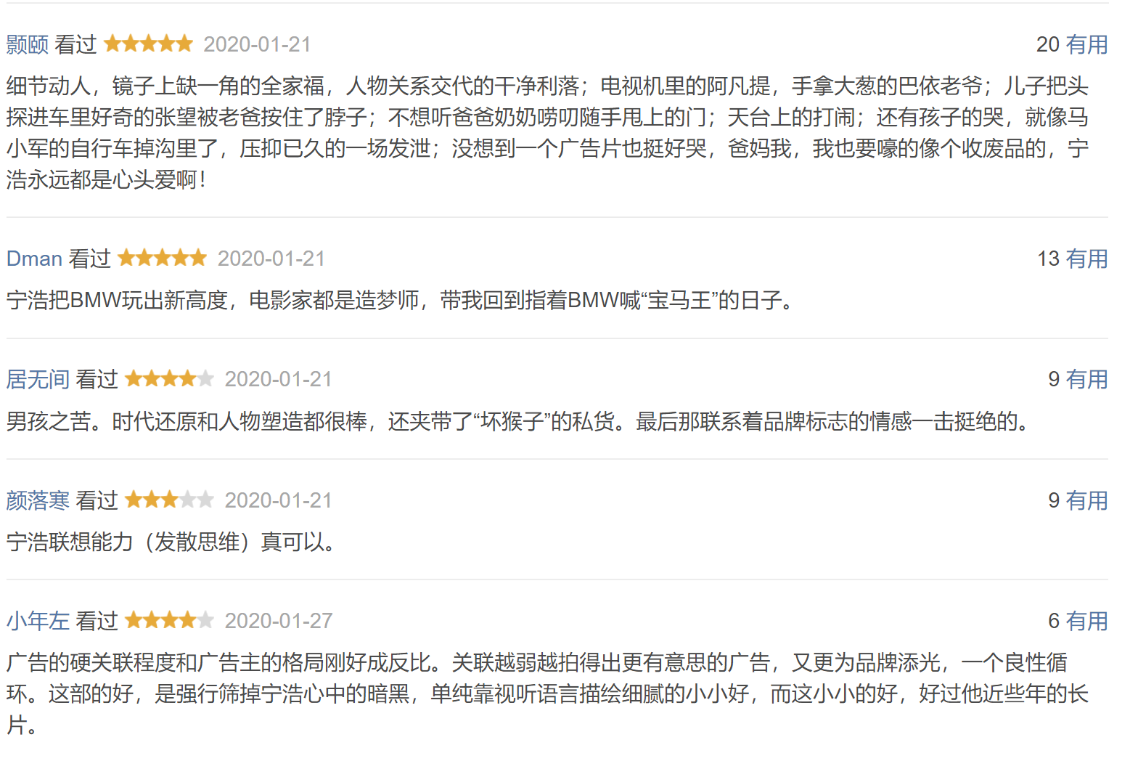 颢颐 看过 2020-01-21 20 有用
细节动人，镜子上缺一角的全家福，人物关系交代的干净利落；电视机里的阿凡提，手拿大葱的巴依老爷；儿子把头
探进车里好奇的张望被老爸按住了脖子；不想听爸爸奶奶唠叨随手甩上的门；天台上的打闹；还有孩子的哭，就像马
小军的自行车掉沟里了，压抑已久的一场发泄；没想到一个广告片也挺好哭，爸妈我，我也要嚎的像个收废品的，宁
浩永远都是心头爱啊！
Dman 看过 2020-01-21 13 有用
宁浩把BMW玩出新高度，电影家都是造梦师，带我回到指着BMW喊“宝马王”的日子。
居无间 看过 2020-01-21 9 有用
男孩之苦。时代还原和人物塑造都很棒，还夹带了“坏猴子”的私货。最后那联系着品牌标志的情感一击挺绝的。
颜落寒 看过 2020-01-21 9 有用
宁浩联想能力（发散思维）真可以。
小年左 看过 2020-01-27 6 有用
广告的硬关联程度和广告主的格局刚好成反比。关联越弱越拍得出更有意思的广告，又更为品牌添光，一个良性循
环。这部的好，是强行筛掉宁浩心中的暗黑，单纯靠视听语言描绘细腻的小小好，而这小小的好，好过他近些年的长
片。